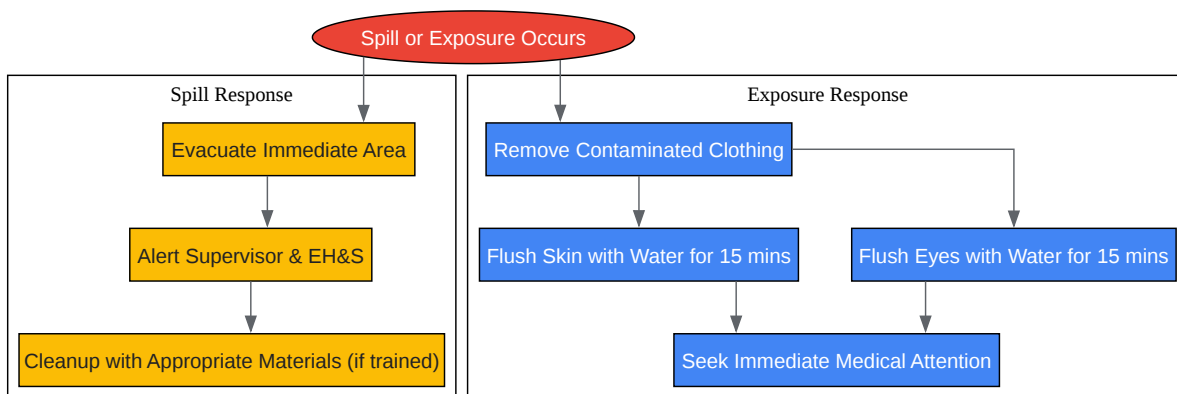 Spill or Exposure Occurs
Spill Response
Evacuate Immediate Area
Alert Supervisor & EH&S
Cleanup with Appropriate Materials (if trained)
Exposure Response
Remove Contaminated Clothing
Flush Skin with Water for 15 mins
Flush Eyes with Water for 15 mins
Seek Immediate Medical Attention